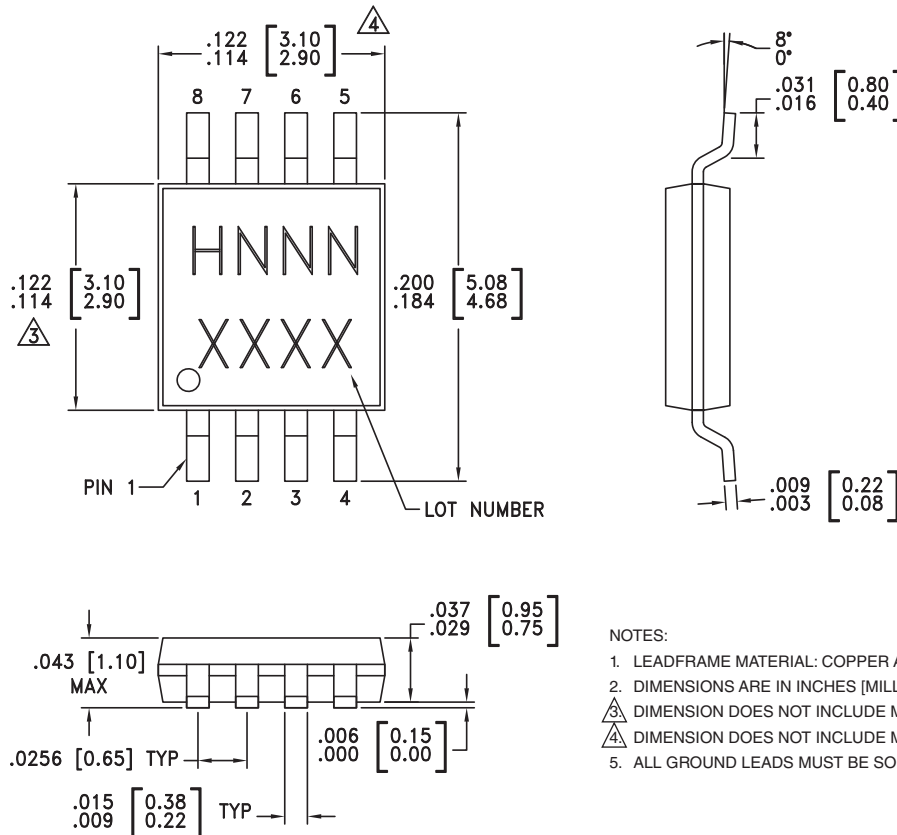 .122 [3.10]
.114 [2.90]
4
8 7 6 5
8°
0°
.031 [0.80]
.016 [0.40]
HNNN
XXXX
.122 [3.10]
.114 [2.90]
3
.200 [5.08]
.184 [4.68]
PIN 1
1 2 3 4
LOT NUMBER
.009 [0.22]
.003 [0.08]
.037 [0.95]
.029 [0.75]
.043 [1.10]
MAX
.0256 [0.65] TYP
.006 [0.15]
.000 [0.00]
.015 [0.38]
.009 [0.22]
TYP
NOTES:
1. LEADFRAME MATERIAL: COPPER
2. DIMENSIONS ARE IN INCHES
3. DIMENSION DOES NOT INCLUDE
4. DIMENSION DOES NOT INCLUDE
5. ALL GROUND LEADS MUST BE